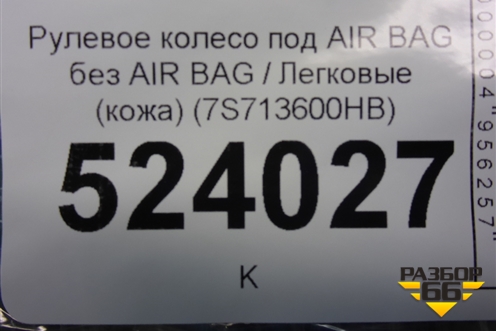 Рулевое колесо под AIR BAG
без AIR BAG / Легковые
(кожа) (7S713600HB)
524027
К
РАЗБОР
66